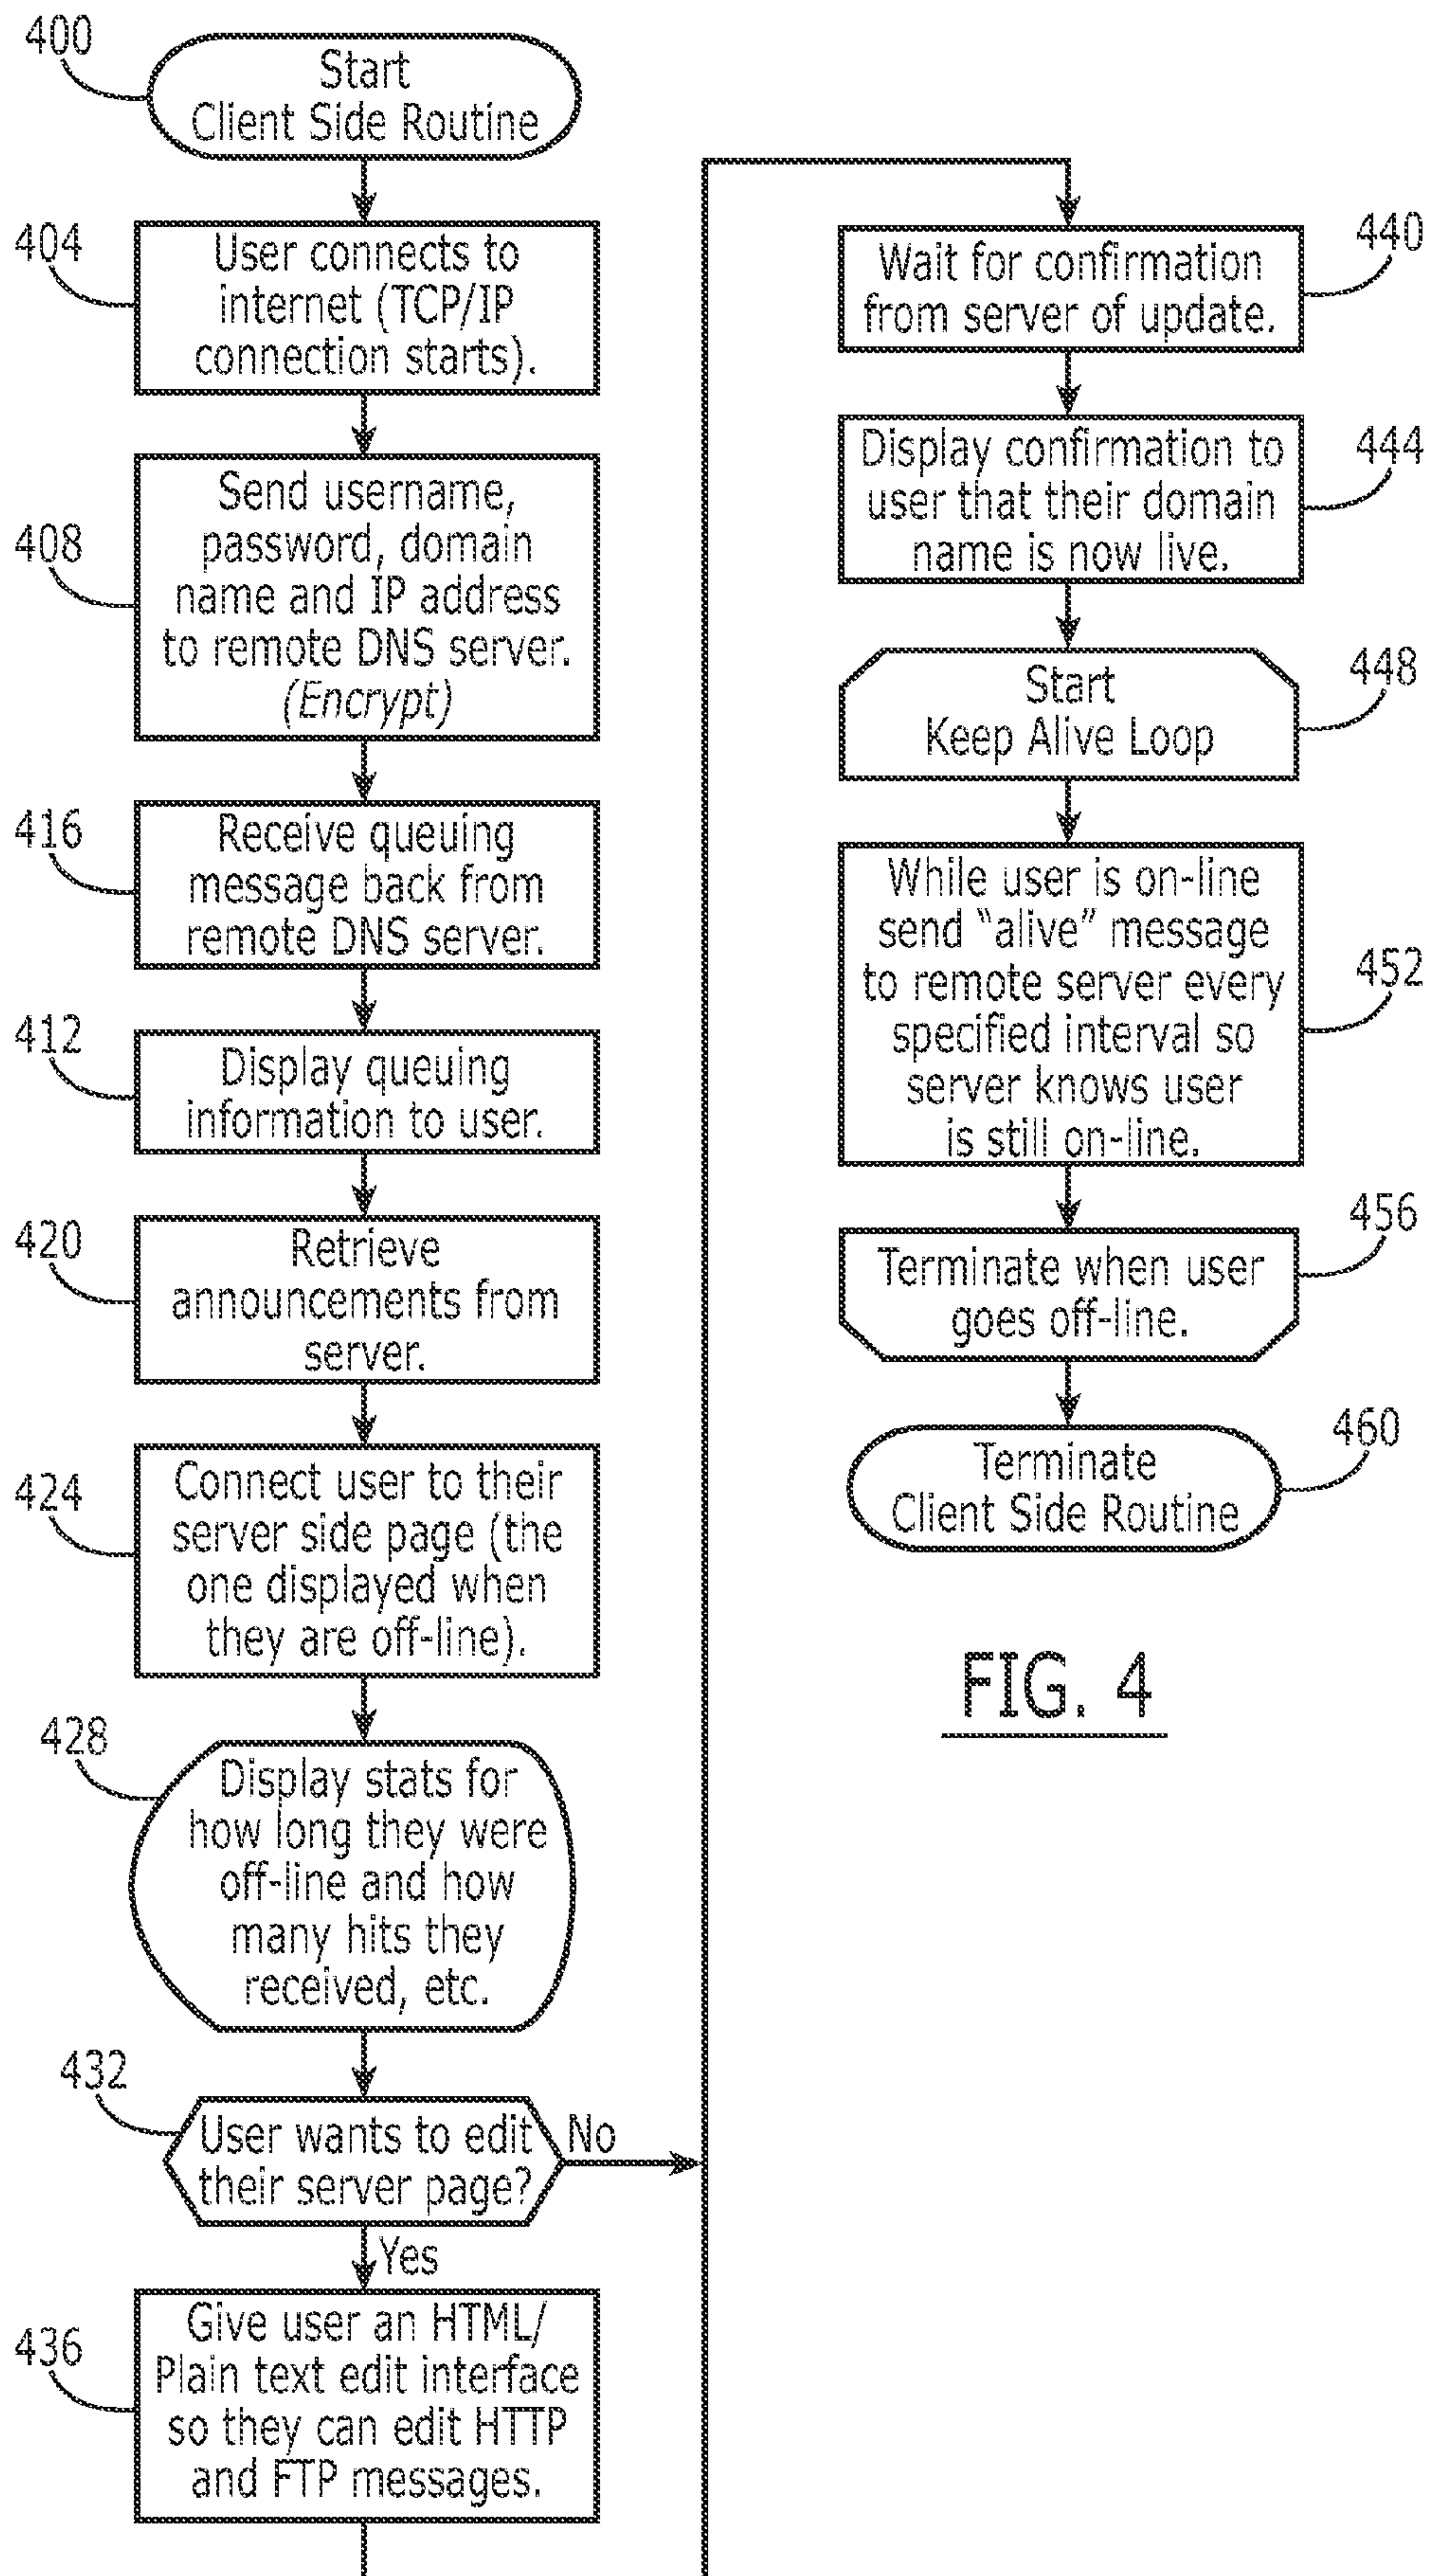 400
Start
Client Side Routine
404
User connects to
internet (TCP/IP
connection starts).
408
Send username,
password, domain
name and IP address
to remote DNS server.
(Encrypt)
416
Receive queuing
message back from
remote DNS server.
412
Display queuing
information to user.
420
Retrieve
announcements from
server.
424
Connect user to their
server side page (the
one displayed when
they are off-line).
428
Display stats for
how long they were
off-line and how
many hits they
received, etc.
432
User wants to edit
their server page?
No
Yes
436
Give user an HTML/
Plain text edit interface
so they can edit HTTP
and FTP messages.
440
Wait for confirmation
from server of update.
444
Display confirmation to
user that their domain
name is now live.
448
Start
Keep Alive Loop
452
While user is on-line
send “alive” message
to remote server every
specified interval so
server knows user
is still on-line.
456
Terminate when user
goes off-line.
460
Terminate
Client Side Routine
FIG. 4